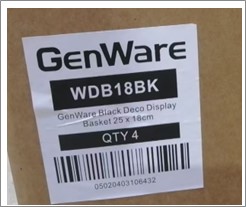 GENWARE
WDB18BK
GenWare Black Deco Display
Basket 25 x 18cm
QTY 4
05020403106432